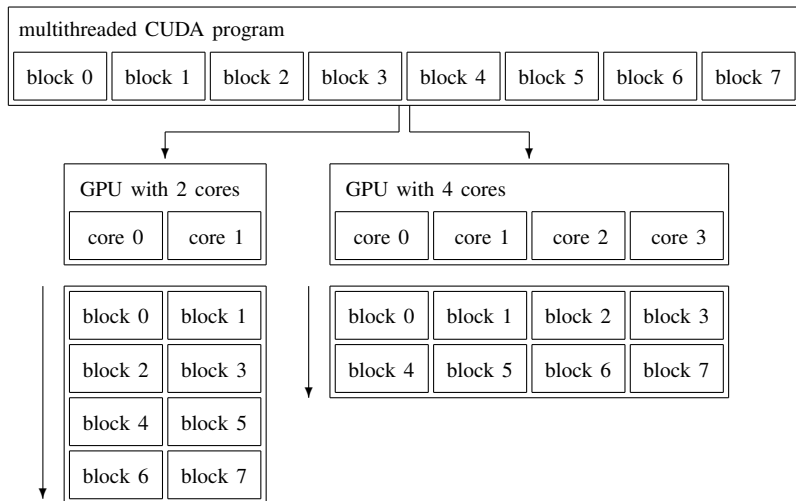 multithreaded CUDA program
block 0 block 1 block 2 block 3 block 4 block 5 block 6 block 7
GPU with 2 cores
core 0 core 1
GPU with 4 cores
core 0 core 1 core 2 core 3
block 0 block 1
block 2 block 3
block 4 block 5
block 6 block 7
block 0 block 1 block 2 block 3
block 4 block 5 block 6 block 7